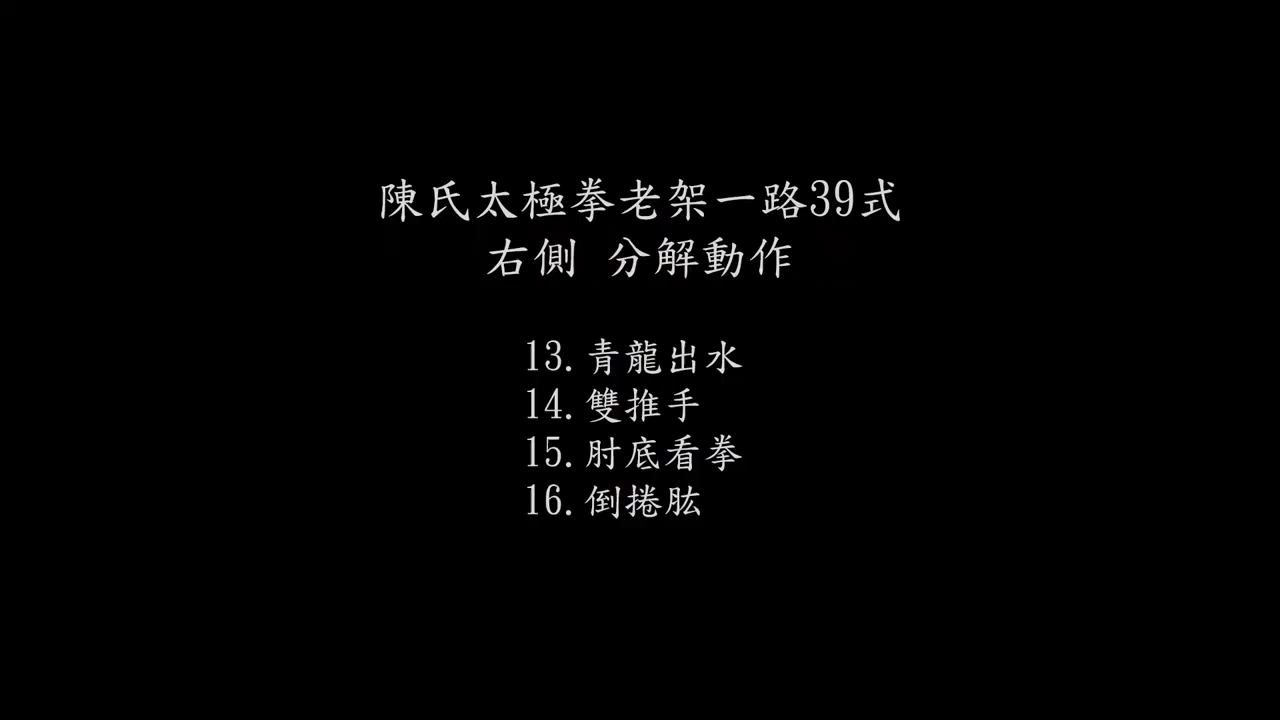 陳氏太極拳老架一路39式
右側 分解動作
13.青龍出水
14.雙推手
15.肘底看拳
16.倒捲肱